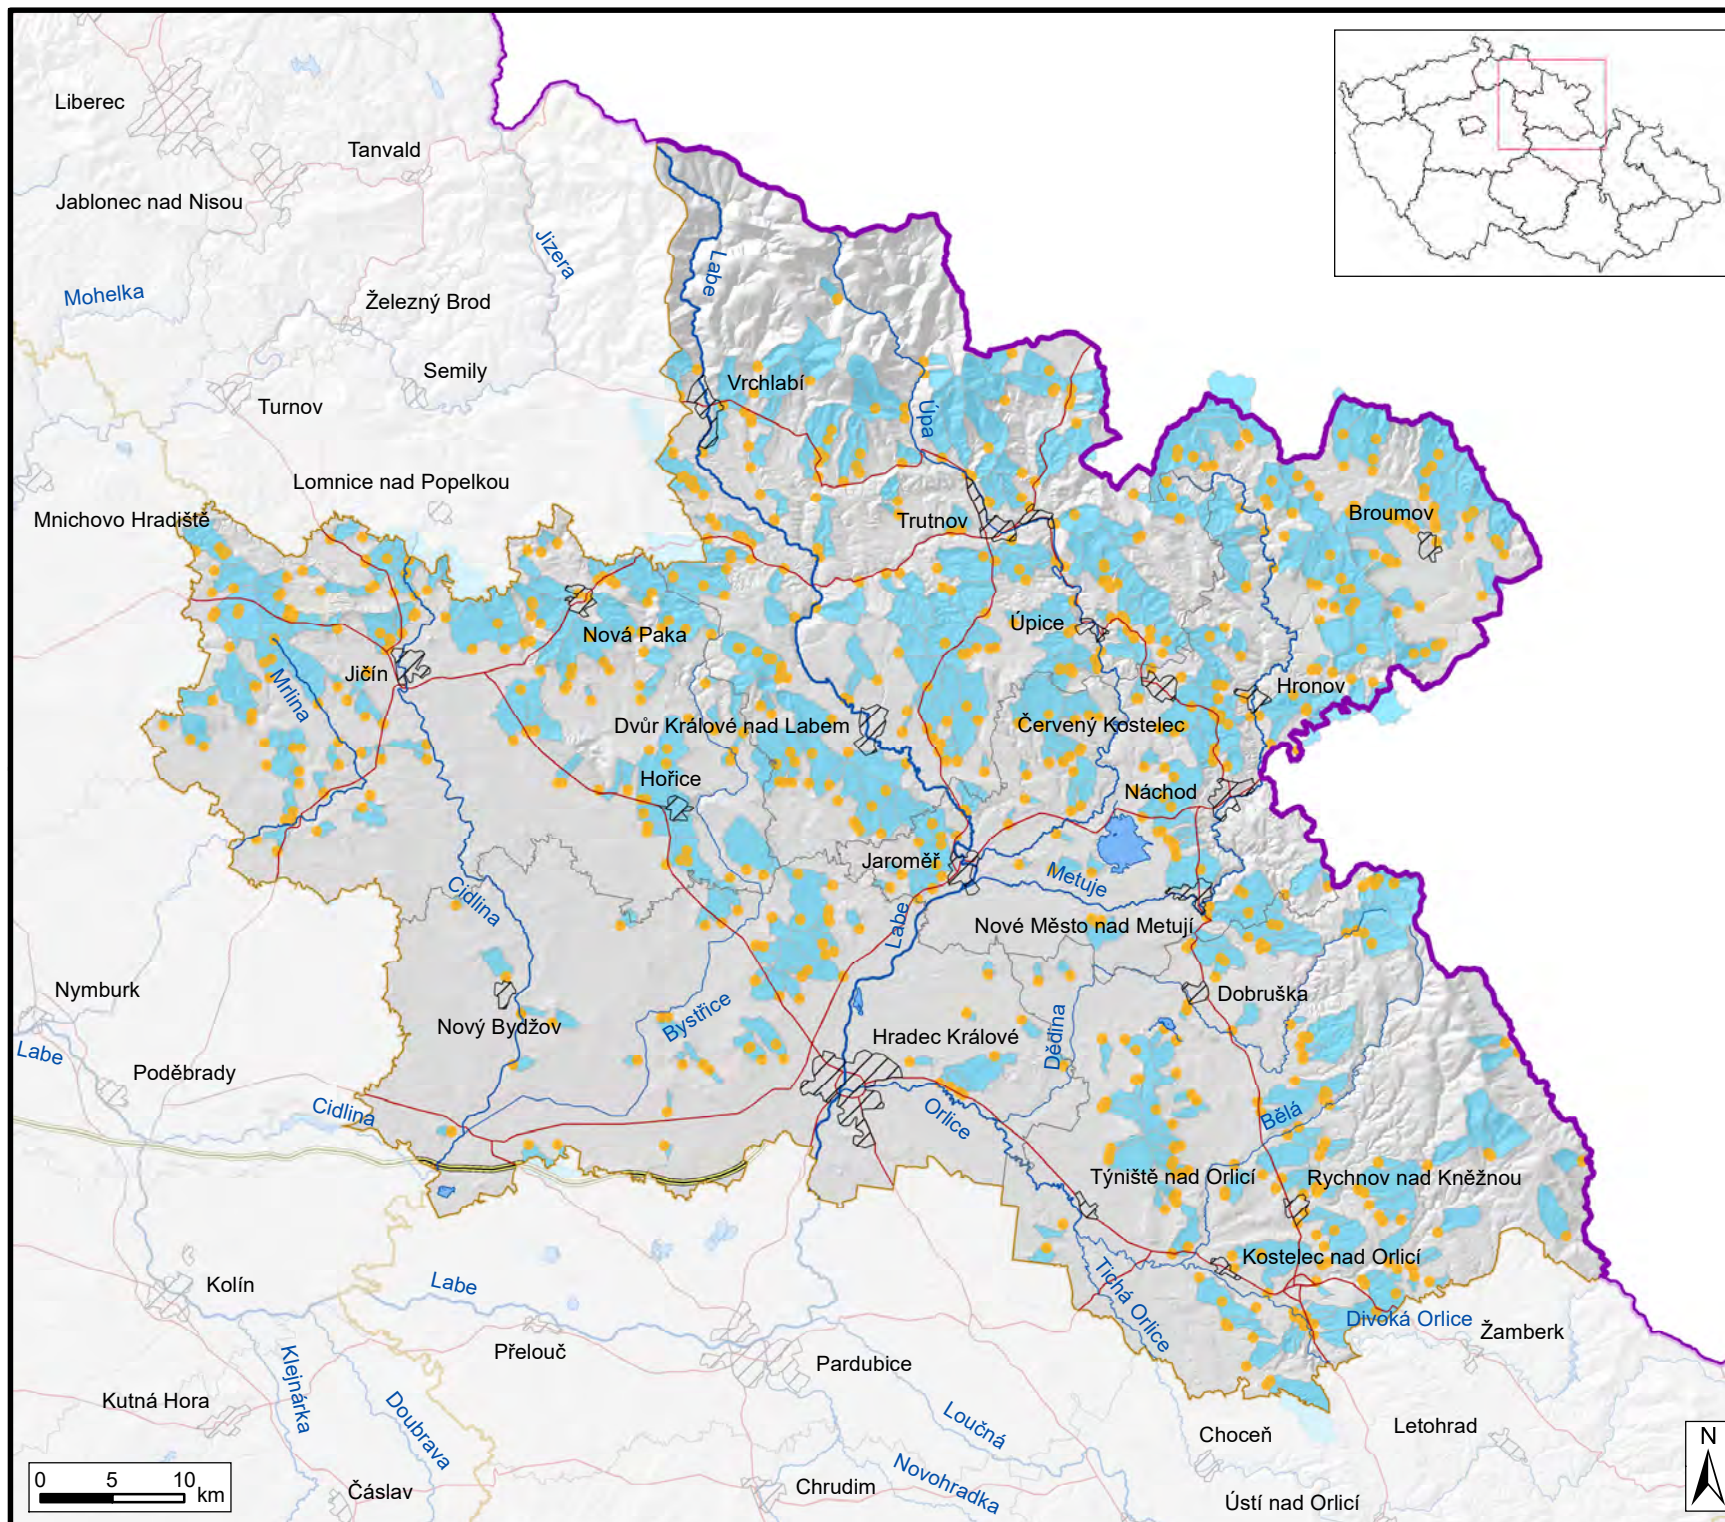 Liberec
Tanvald
Jablonec nad Nisou
Jizera
Labe
Mohelka
Železný Brod
Semily
Vrchlabí
Turnov
Úpa
Lomnice nad Popelkou
Mnichovo Hradiště
Trutnov
Broumov
Nová Paka
Úpice
Jičín
Mrlina
Hronov
Dvůr Králové nad Labem
Červený Kostelec
Hořice
Náchod
Jaroměř
Metuje
Cidlina
Labe
Nové Město nad Metují
Nymburk
Dobruška
Nový Bydžov
Bystřice
Hradec Králové
Dědina
Labe
Poděbrady
Cidlina
Orlice
Bělá
Týniště nad Orlicí
Rychnov nad Kněžnou
Kostelec nad Orlicí
Kolín
Labe
Tichá Orlice
Divoká Orlice
Žamberk
Přelouč
Pardubice
Klejnárka
Kutná Hora
Doubrava
Loučná
Choceň
Letohrad
N
Novohradka
Chrudim
Čáslav
Ústí nad Orlicí
0 5 10
km